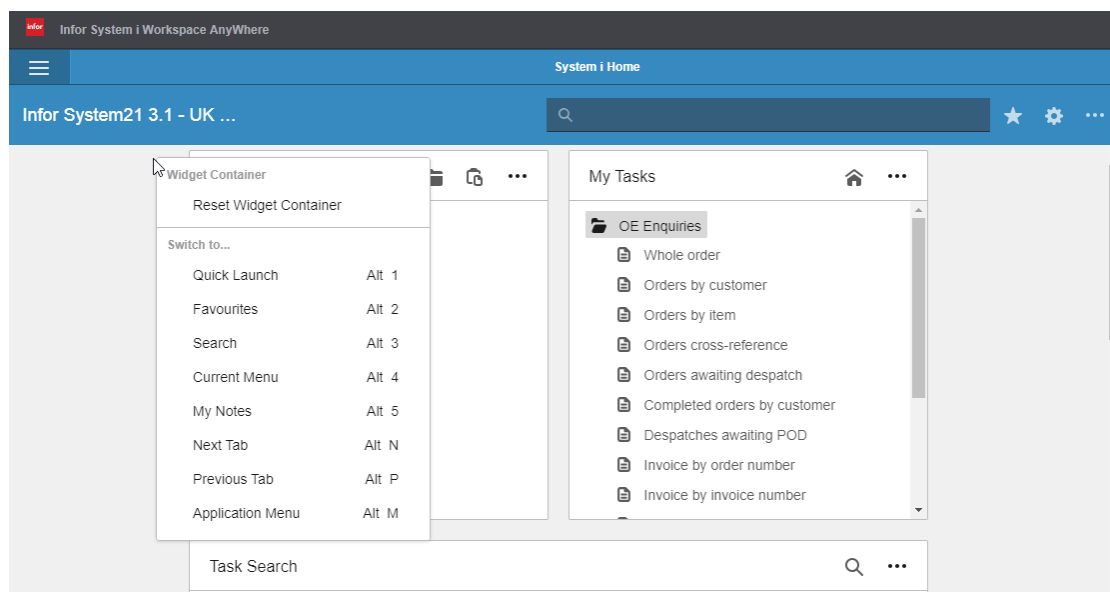 infor Infor System i Workspace AnyWhere
System i Home
Infor System21 3.1 - UK ...
Widget Container
Reset Widget Container
Switch to...
Quick Launch Alt 1
Favourites Alt 2
Search Alt 3
Current Menu Alt 4
My Notes Alt 5
Next Tab Alt N
Previous Tab Alt P
Application Menu Alt M
My Tasks
OE Enquiries
Whole order
Orders by customer
Orders by item
Orders cross-reference
Orders awaiting despatch
Completed orders by customer
Despatches awaiting POD
Invoice by order number
Invoice by invoice number
Task Search